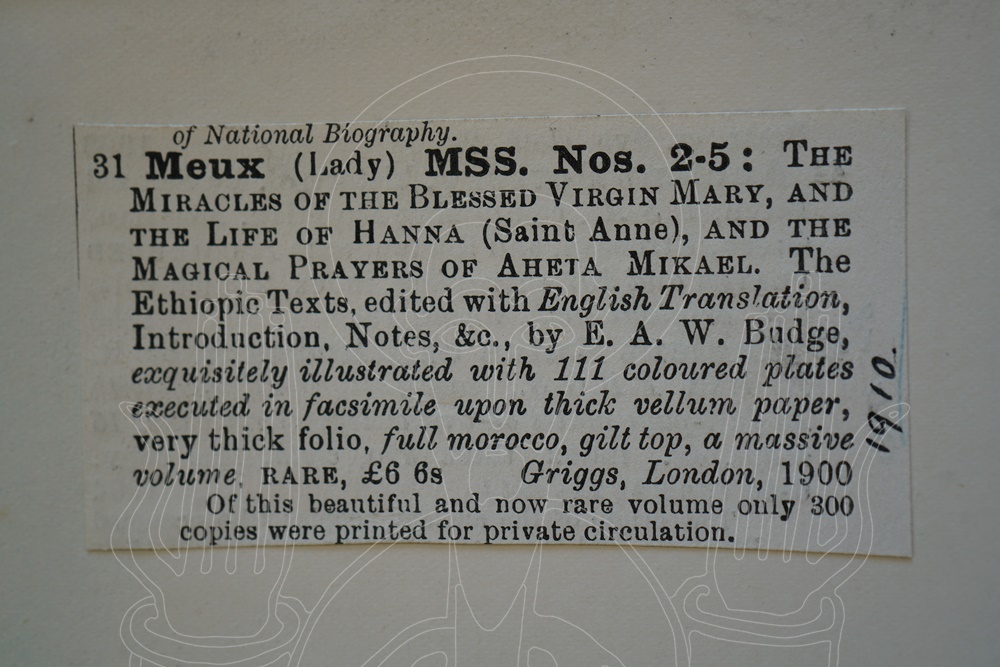 of National Biography.
31 Meux (Lady) MSS. Nos. 2-5: THE
MIRACLES OF THE BLESSED VIRGIN MARY, AND
THE LIFE OF HANNA (Saint Anne), AND THE
MAGICAL PRAYERS OF AHETA MIKAEL. The
Ethiopic Texts, edited with English Translation,
Introduction, Notes, &c., by E. A. W. Budge,
exquisitely illustrated with 111 coloured plates
executed in facsimile upon thick vellum paper,
very thick folio, full morocco, gilt top, a massive
volume, RARE, £6 6s Griggs, London, 1900
Of this beautiful and now rare volume only 300
copies were printed for private circulation.
1910.